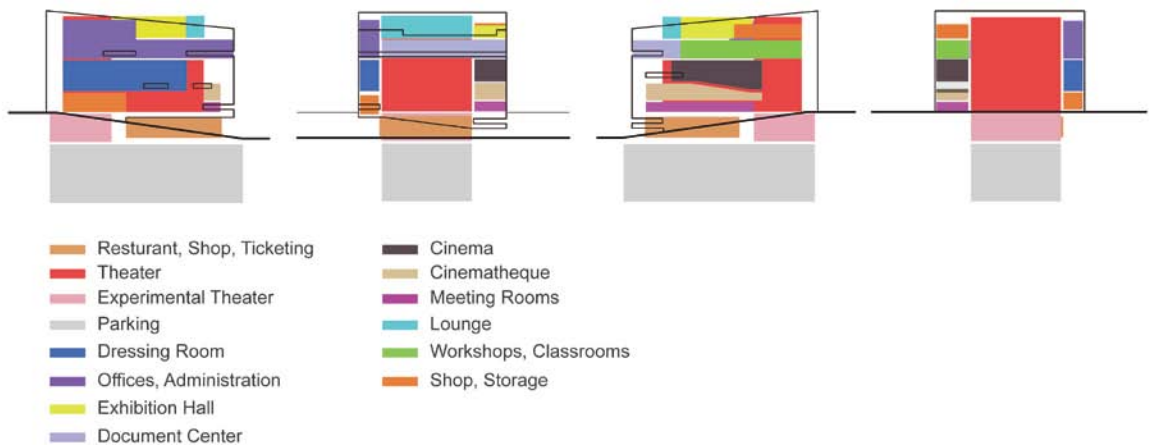 Resturant, Shop, Ticketing
Theater
Experimental Theater
Parking
Dressing Room
Offices, Administration
Exhibition Hall
Document Center
Cinema
Cinematheque
Meeting Rooms
Lounge
Workshops, Classrooms
Shop, Storage